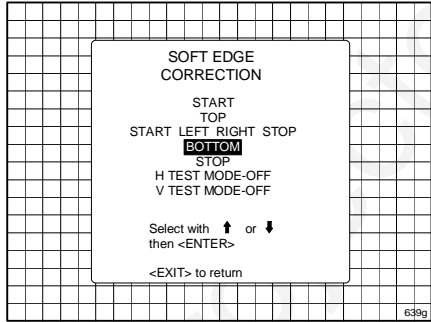 SOFT EDGE
CORRECTION
START
TOP
START LEFT RIGHT STOP
BOTTOM
STOP
H TEST MODE-OFF
V TEST MODE-OFF
Select with ⬆ or ⬇
then <ENTER>
<EXIT> to return
639g